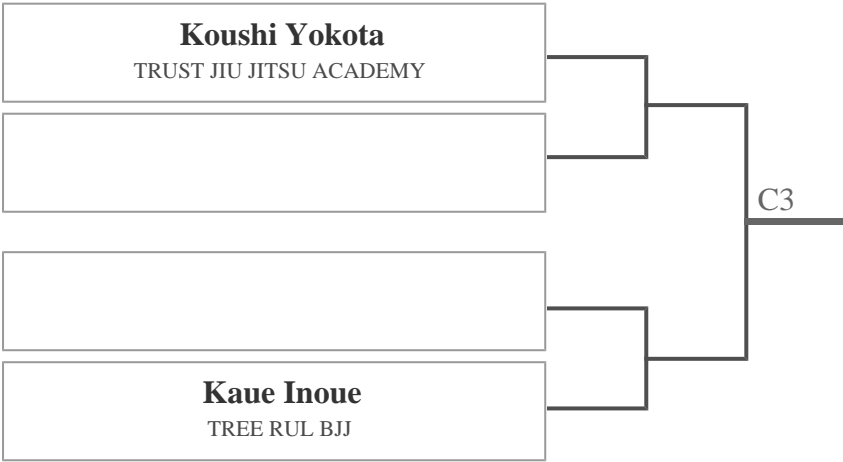 Koushi Yokota
TRUST JIU JITSU ACADEMY
C3
Kaue Inoue
TREE RUL BJJ